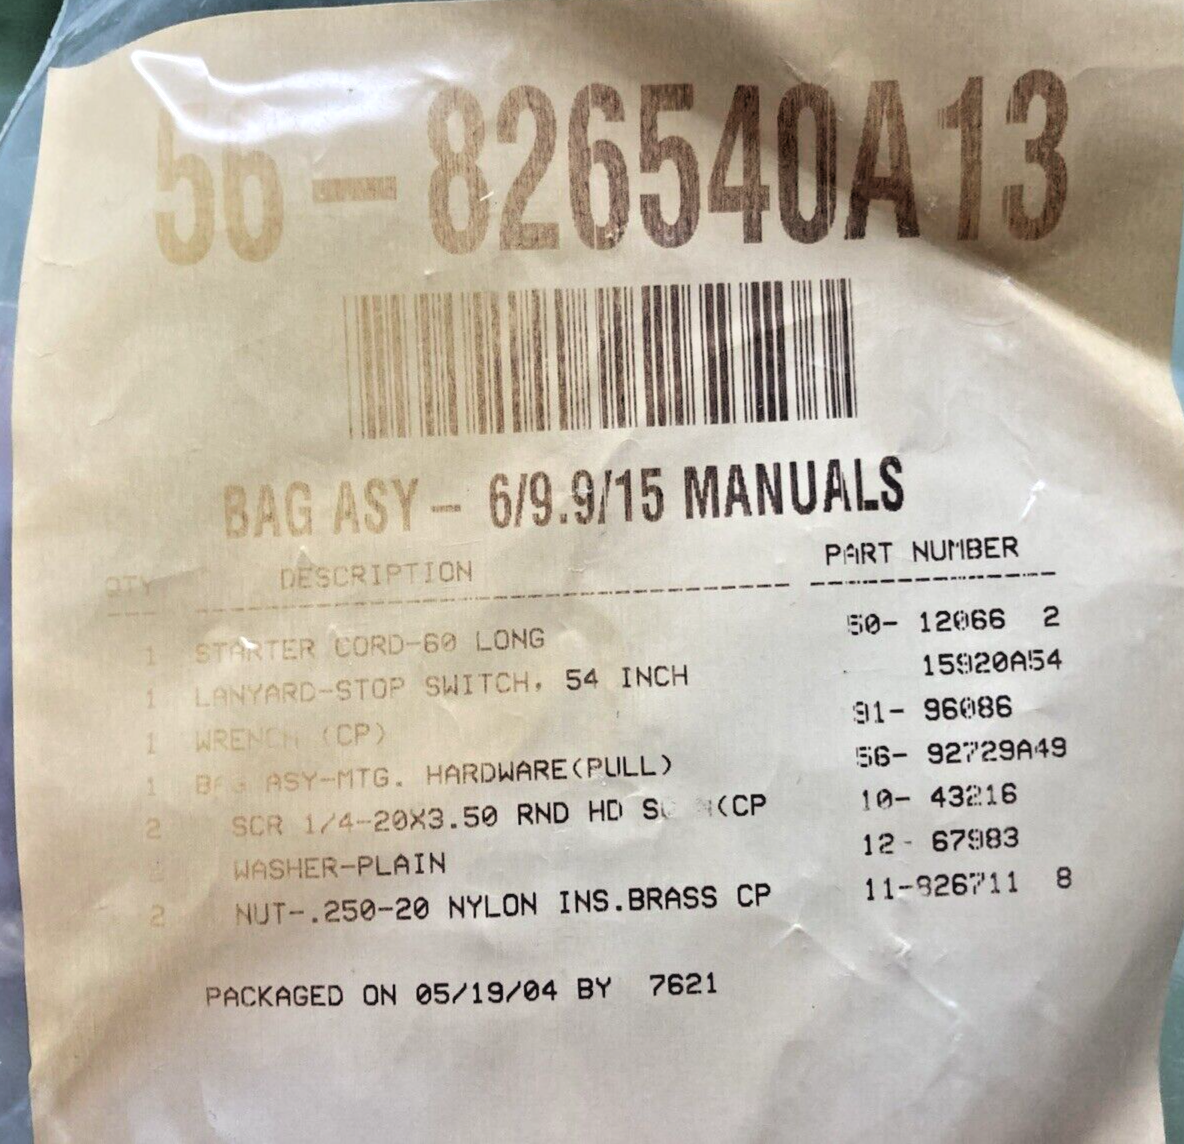 56-826540A13
BAG ASY- 6/9.9/15 MANUALS
QTY DESCRIPTION PART NUMBER
1 STARTER CORD-60 LONG 50- 12066 2
1 LANYARD-STOP SWITCH, 54 INCH 15920A54
1 WRENCH (CP) 91- 96086
1 BAG ASY-MTG. HARDWARE(PULL) 56- 92729A49
2 SCR 1/4-20X3.50 RND HD (CP 10- 43216
WASHER-PLAIN 12- 67983
2 NUT-.250-20 NYLON INS.BRASS CP 11-826711 8
PACKAGED ON 05/19/04 BY 7621